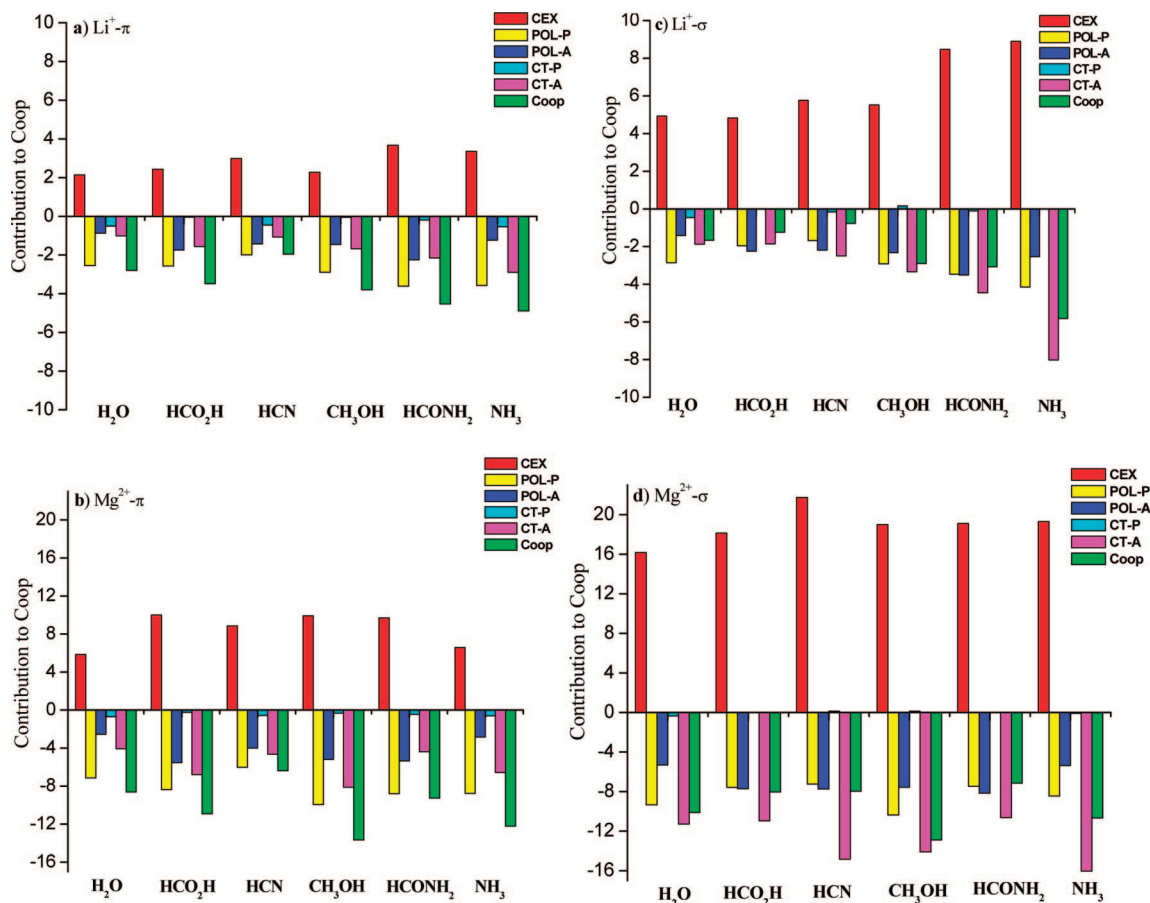 a) Li⁺-π
CEX
POL-P
POL-A
CT-P
CT-A
Coop
Contribution to Coop
10
8
6
4
2
0
-2
-4
-6
-8
-10
H₂O HCO₂H HCN CH₃OH HCONH₂ NH₃
c) Li⁺-σ
CEX
POL-P
POL-A
CT-P
CT-A
Coop
Contribution to Coop
10
8
6
4
2
0
-2
-4
-6
-8
-10
H₂O HCO₂H HCN CH₃OH HCONH₂ NH₃
b) Mg²⁺-π
CEX
POL-P
POL-A
CT-P
CT-A
Coop
Contribution to Coop
20
16
12
8
4
0
-4
-8
-12
-16
H₂O HCO₂H HCN CH₃OH HCONH₂ NH₃
d) Mg²⁺-σ
CEX
POL-P
POL-A
CT-P
CT-A
Coop
Contribution to Coop
20
16
12
8
4
0
-4
-8
-12
-16
H₂O HCO₂H HCN CH₃OH HCONH₂ NH₃